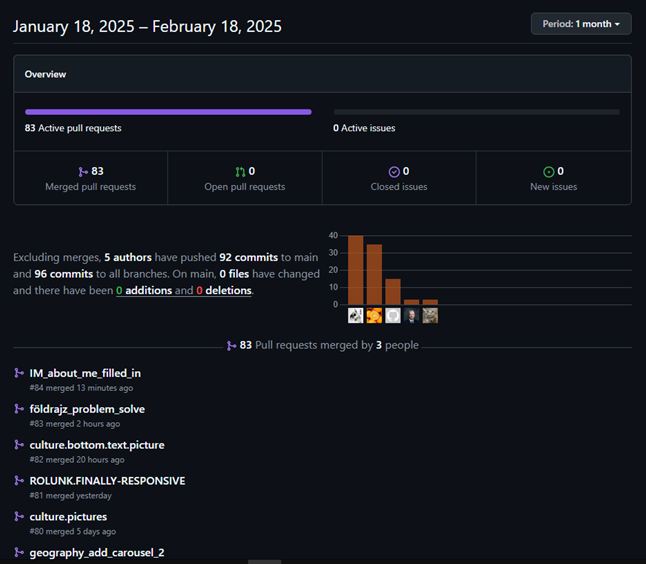 January 18, 2025 – February 18, 2025
Period: 1 month
Overview
83 Active pull requests
0 Active issues
83
Merged pull requests
0
Open pull requests
0
Closed issues
0
New issues
Excluding merges, 5 authors have pushed 92 commits to main
and 96 commits to all branches. On main, 0 files have changed
and there have been 0 additions and 0 deletions.
40
30
20
10
0
83 Pull requests merged by 3 people
IM_about_me_filled_in
#84 merged 13 minutes ago
földrajz_problem_solve
#83 merged 2 hours ago
culture.bottom.text.picture
#82 merged 20 hours ago
ROLUNK.FINALLY-RESPONSIVE
#81 merged yesterday
culture.pictures
#80 merged 5 days ago
geography_add_carousel_2